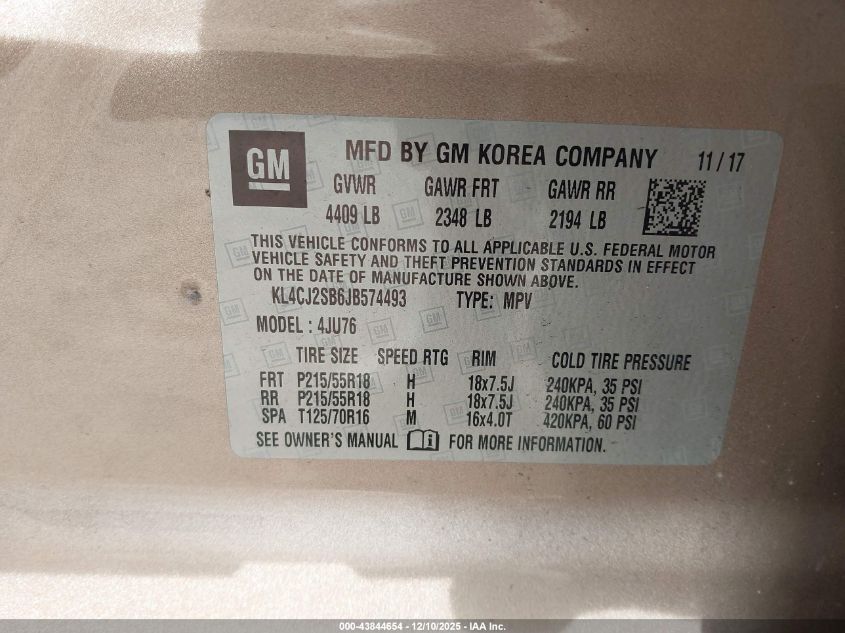 GM MFD BY GM KOREA COMPANY 11/17
GVWR GAWR FRT GAWR RR
4409 LB 2348 LB 2194 LB
THIS VEHICLE CONFORMS TO ALL APPLICABLE U.S. FEDERAL MOTOR
VEHICLE SAFETY AND THEFT PREVENTION STANDARDS IN EFFECT
ON THE DATE OF MANUFACTURE SHOWN ABOVE.
KL4CJ2SB6JB574493 TYPE: MPV
MODEL : 4JU76
TIRE SIZE SPEED RTG RIM COLD TIRE PRESSURE
FRT P215/55R18 H 18x7.5J 240KPA, 35 PSI
RR P215/55R18 H 18x7.5J 240KPA, 35 PSI
SPA T125/70R16 M 16x4.0T 420KPA, 60 PSI
SEE OWNER'S MANUAL FOR MORE INFORMATION.
000-43844654 - 12/10/2025 - IAA Inc.